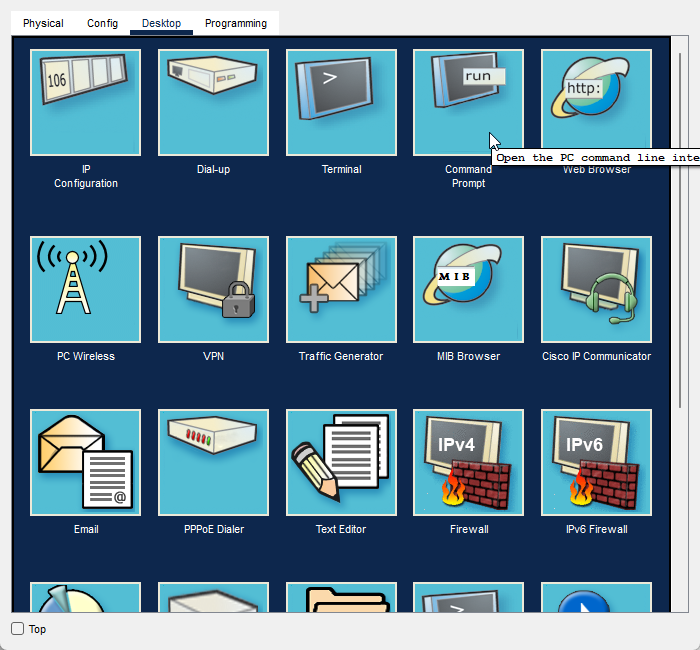 Physical Config Desktop Programming
106
>
run
http:
IP
Configuration
Dial-up
Terminal
Command
Prompt
Web Browser
Open the PC command line inte
MIB
PC Wireless
VPN
Traffic Generator
MIB Browser
Cisco IP Communicator
@
IPv4
IPv6
Email
PPPoE Dialer
Text Editor
Firewall
IPv6 Firewall
>
Top